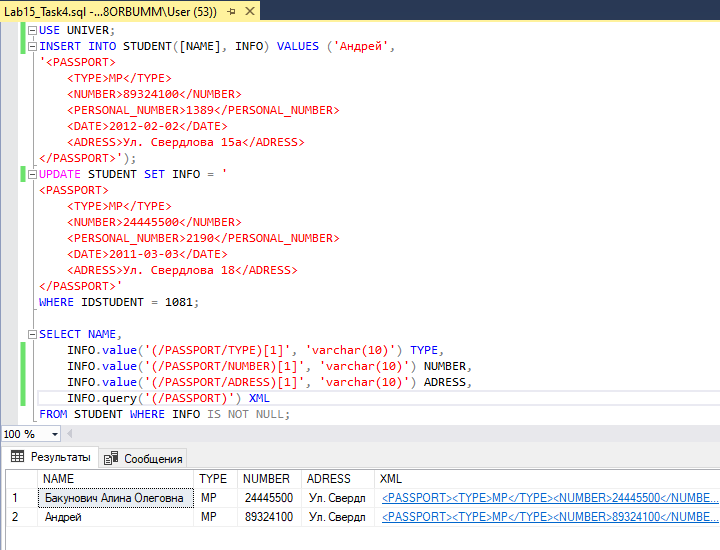 Lab15_Task4.sql -...8ORBUMM\User (53))
USE UNIVER;
INSERT INTO STUDENT([NAME], INFO) VALUES ('Андрей',
'<PASSPORT>
<TYPE>MP</TYPE>
<NUMBER>89324100</NUMBER>
<PERSONAL_NUMBER>1389</PERSONAL_NUMBER>
<DATE>2012-02-02</DATE>
<ADRESS>Ул. Свердлова 15а</ADRESS>
</PASSPORT>');
UPDATE STUDENT SET INFO = '
<PASSPORT>
<TYPE>MP</TYPE>
<NUMBER>24445500</NUMBER>
<PERSONAL_NUMBER>2190</PERSONAL_NUMBER>
<DATE>2011-03-03</DATE>
<ADRESS>Ул. Свердлова 18</ADRESS>
</PASSPORT>'
WHERE IDSTUDENT = 1081;
SELECT NAME,
INFO.value('(/PASSPORT/TYPE)[1]', 'varchar(10)') TYPE,
INFO.value('(/PASSPORT/NUMBER)[1]', 'varchar(10)') NUMBER,
INFO.value('(/PASSPORT/ADRESS)[1]', 'varchar(10)') ADRESS,
INFO.query('(/PASSPORT)') XML
FROM STUDENT WHERE INFO IS NOT NULL;
100 %
Результаты Сообщения
NAME TYPE NUMBER ADRESS XML
1 Бакунович Алина Олеговна MP 24445500 Ул. Свердл <PASSPORT><TYPE>MP</TYPE><NUMBER>24445500</NUMBE...
2 Андрей MP 89324100 Ул. Свердл <PASSPORT><TYPE>MP</TYPE><NUMBER>89324100</NUMBE...